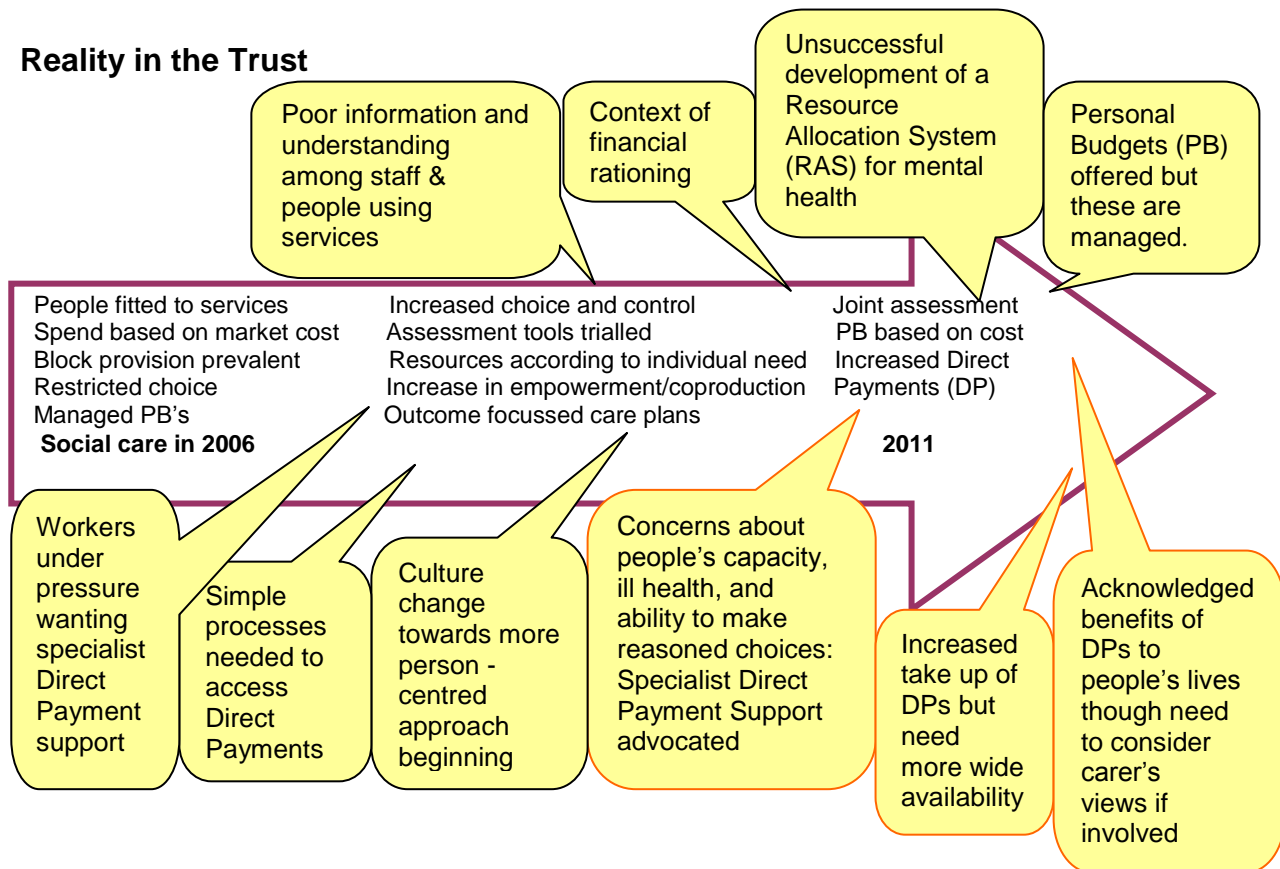 Reality in the Trust
Poor information and
understanding
among staff &
people using
services
Context of
financial
rationing
Unsuccessful
development of a
Resource
Allocation System
(RAS) for mental
health
Personal
Budgets (PB)
offered but
these are
managed.
People fitted to services
Spend based on market cost
Block provision prevalent
Restricted choice
Managed PB's
Social care in 2006
Increased choice and control
Assessment tools trialled
Resources according to individual need
Increase in empowerment/coproduction
Outcome focussed care plans
Joint assessment
PB based on cost
Increased Direct
Payments (DP)
2011
Workers
under
pressure
wanting
specialist
Direct
Payment
support
Simple
processes
needed to
access
Direct
Payments
Culture
change
towards more
person -
centred
approach
beginning
Concerns about
people's capacity,
ill health, and
ability to make
reasoned choices:
Specialist Direct
Payment Support
advocated
Increased
take up of
DPs but
need
more wide
availability
Acknowledged
benefits of
DPs to
people's lives
though need
to consider
carer's
views if
involved